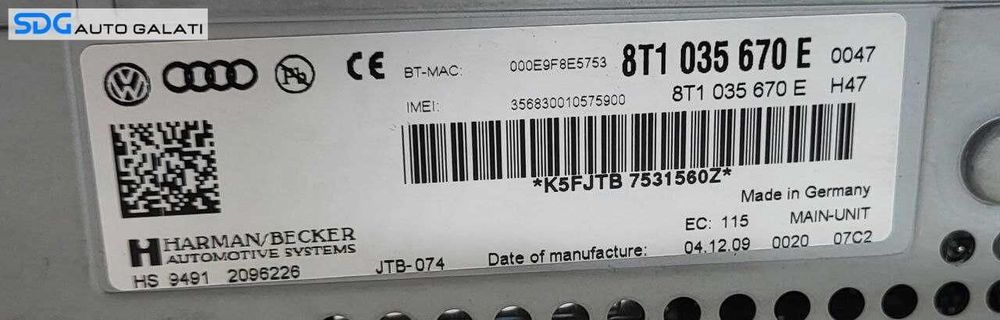 SDG AUTO GALATI
BT-MAC: 000E9F8E5753 8T1 035 670 E 0047
IMEI: 356830010575900 8T1 035 670 E H47
Pb
*K5FJTB 7531560Z*
Made in Germany
HARMAN/BECKER
AUTOMOTIVE SYSTEMS
HS 9491 2096226
JTB-074
EC: 115 MAIN-UNIT
Date of manufacture: 04.12.09 0020 07C2